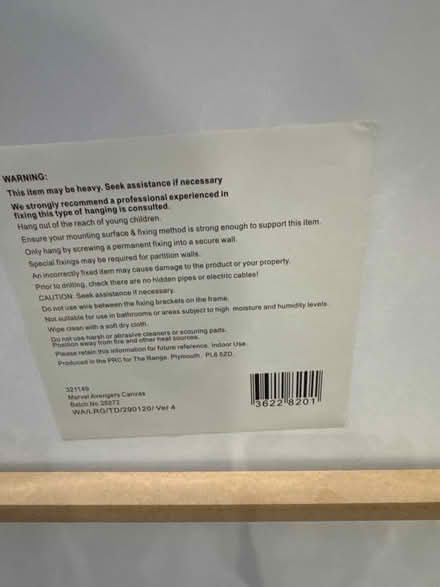 WARNING:
This item may be heavy. Seek assistance if necessary
We strongly recommend a professional experienced in
fixing this type of hanging is consulted.
Hang out of the reach of young children.
Ensure your mounting surface & fixing method is strong enough to support this item.
Only hang by screwing a permanent fixing into a secure wall.
Special fixings may be required for partition walls.
An incorrectly fixed item may cause damage to the product or your property.
Prior to drilling, check there are no hidden pipes or electric cables!
CAUTION: Seek assistance if necessary.
Do not use wire between the fixing brackets on the frame.
Not suitable for use in bathrooms or areas subject to high moisture and humidity levels.
Wipe clean with a soft dry cloth.
Do not use harsh or abrasive cleaners or scouring pads.
Position away from fire and other heat sources.
Please retain this information for future reference. Indoor Use.
Produced in the PRC for The Range. Plymouth. PL6 5ZD.
321149
Marvel Avengers Canvas
Batch No.28872
WA/LRG/TD/290120/ Ver 4
3622 8201